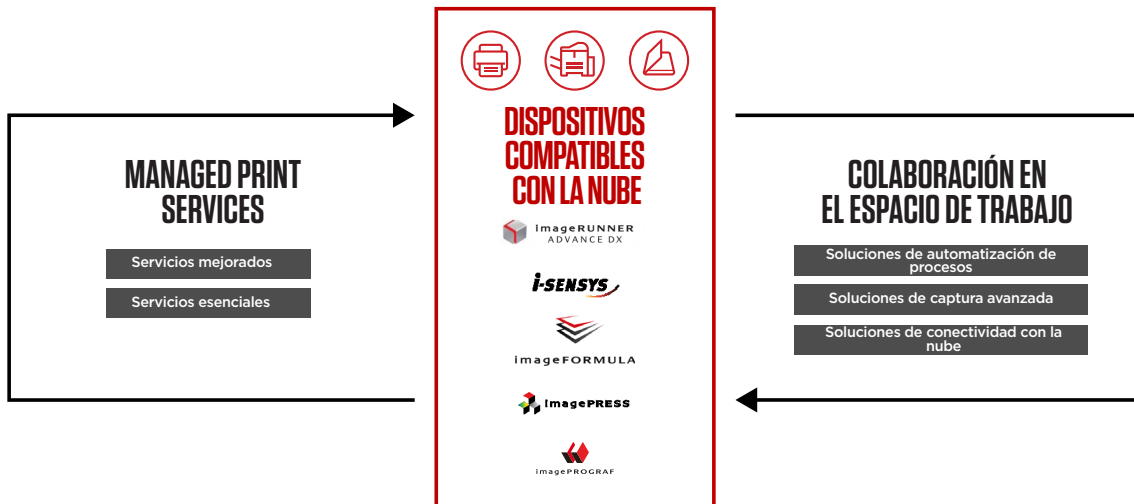 MANAGED PRINT
SERVICES
Servicios mejorados
Servicios esenciales
DISPOSITIVOS
COMPATIBLES
CON LA NUBE
imageRUNNER
ADVANCE DX
i-SENSYS
imageFORMULA
imagePRESS
imagePROGRAF
COLABORACIÓN EN
EL ESPACIO DE TRABAJO
Soluciones de automatización de
procesos
Soluciones de captura avanzada
Soluciones de conectividad con la
nube